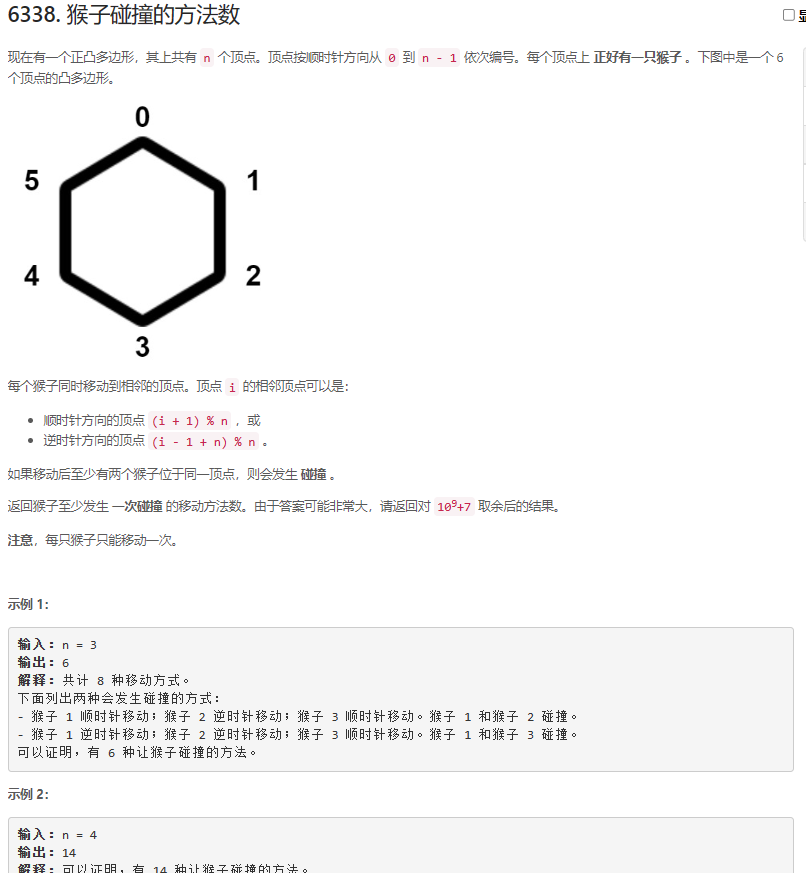 6338. 猴子碰撞的方法数
现在有一个正凸多边形，其上共有 n 个顶点。顶点按顺时针方向从 0 到 n - 1 依次编号。每个顶点上 正好有一只猴子 。下图中是一个 6
个顶点的凸多边形。
0
5 1
4 2
3
每个猴子同时移动到相邻的顶点。顶点 i 的相邻顶点可以是：
• 顺时针方向的顶点 (i + 1) % n ，或
• 逆时针方向的顶点 (i - 1 + n) % n 。
如果移动后至少有两个猴子位于同一顶点，则会发生 碰撞 。
返回猴子至少发生 一次碰撞 的移动方法数。由于答案可能非常大，请返回对 10⁹+7 取余后的结果。
注意，每只猴子只能移动一次。
示例 1：
输入：n = 3
输出：6
解释：共计 8 种移动方式。
下面列出两种会发生碰撞的方式：
- 猴子 1 顺时针移动；猴子 2 逆时针移动；猴子 3 顺时针移动。猴子 1 和猴子 2 碰撞。
- 猴子 1 逆时针移动；猴子 2 逆时针移动；猴子 3 顺时针移动。猴子 1 和猴子 3 碰撞。
可以证明，有 6 种让猴子碰撞的方法。
示例 2：
输入：n = 4
输出：14
解释：可以证明，有 14 种让猴子碰撞的方法。